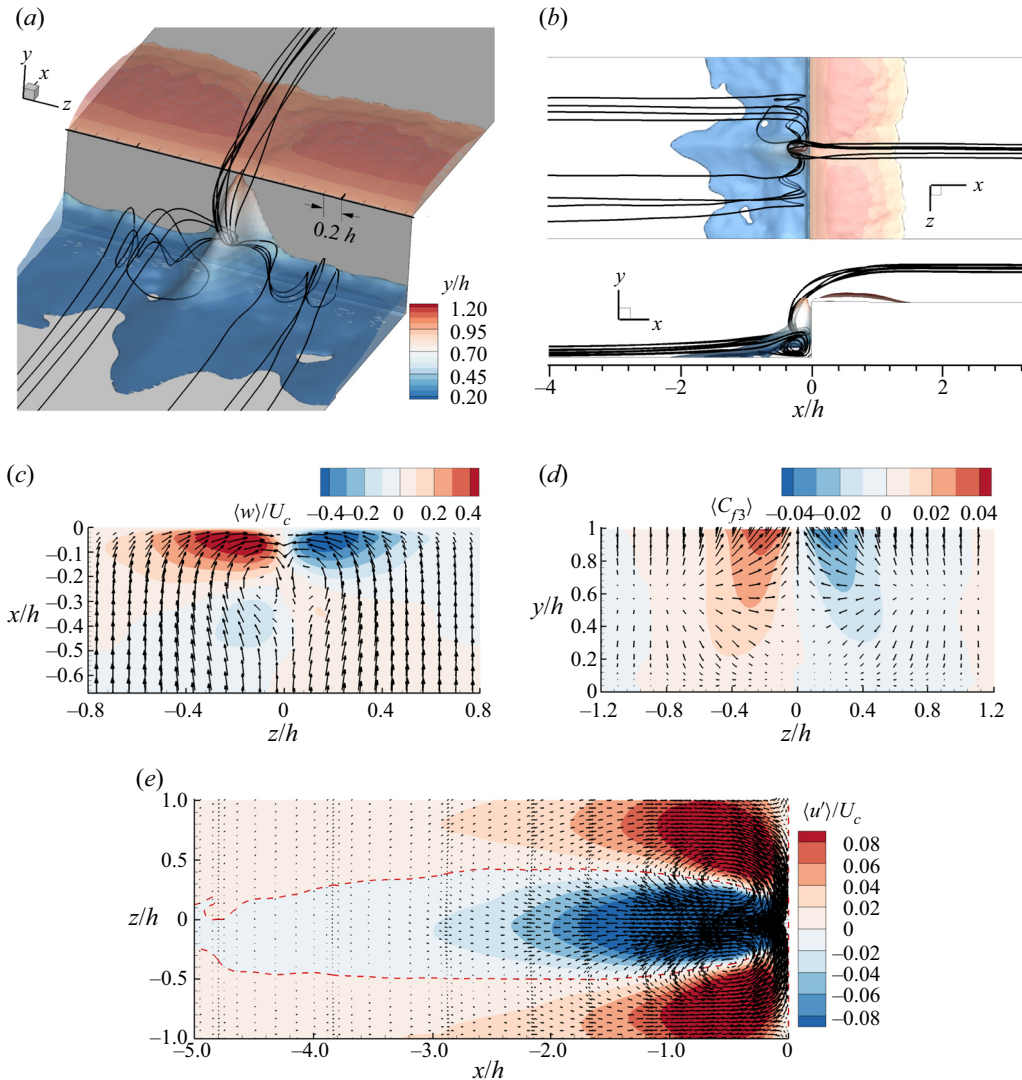 (a)
y
x
z
0.2 h
y/h
1.20
0.95
0.70
0.45
0.20
(b)
x
z
y
x
–4 –2 0 2
x/h
(c)
–0.4 –0.2 0 0.2 0.4
⟨w⟩/U_c
0
–0.1
–0.2
–0.3
–0.4
–0.5
–0.6
x/h
–0.8 –0.4 0 0.4 0.8
z/h
(d)
–0.04 –0.02 0 0.02 0.04
⟨C_f3⟩
1
0.8
0.6
0.4
0.2
0
y/h
–1.2 –0.8 –0.4 0 0.4 0.8 1.2
z/h
(e)
1.0
0.5
0
–0.5
–1.0
z/h
–5.0 –4.0 –3.0 –2.0 –1.0 0
x/h
⟨u′⟩/U_c
0.08
0.06
0.04
0.02
0
–0.02
–0.04
–0.06
–0.08